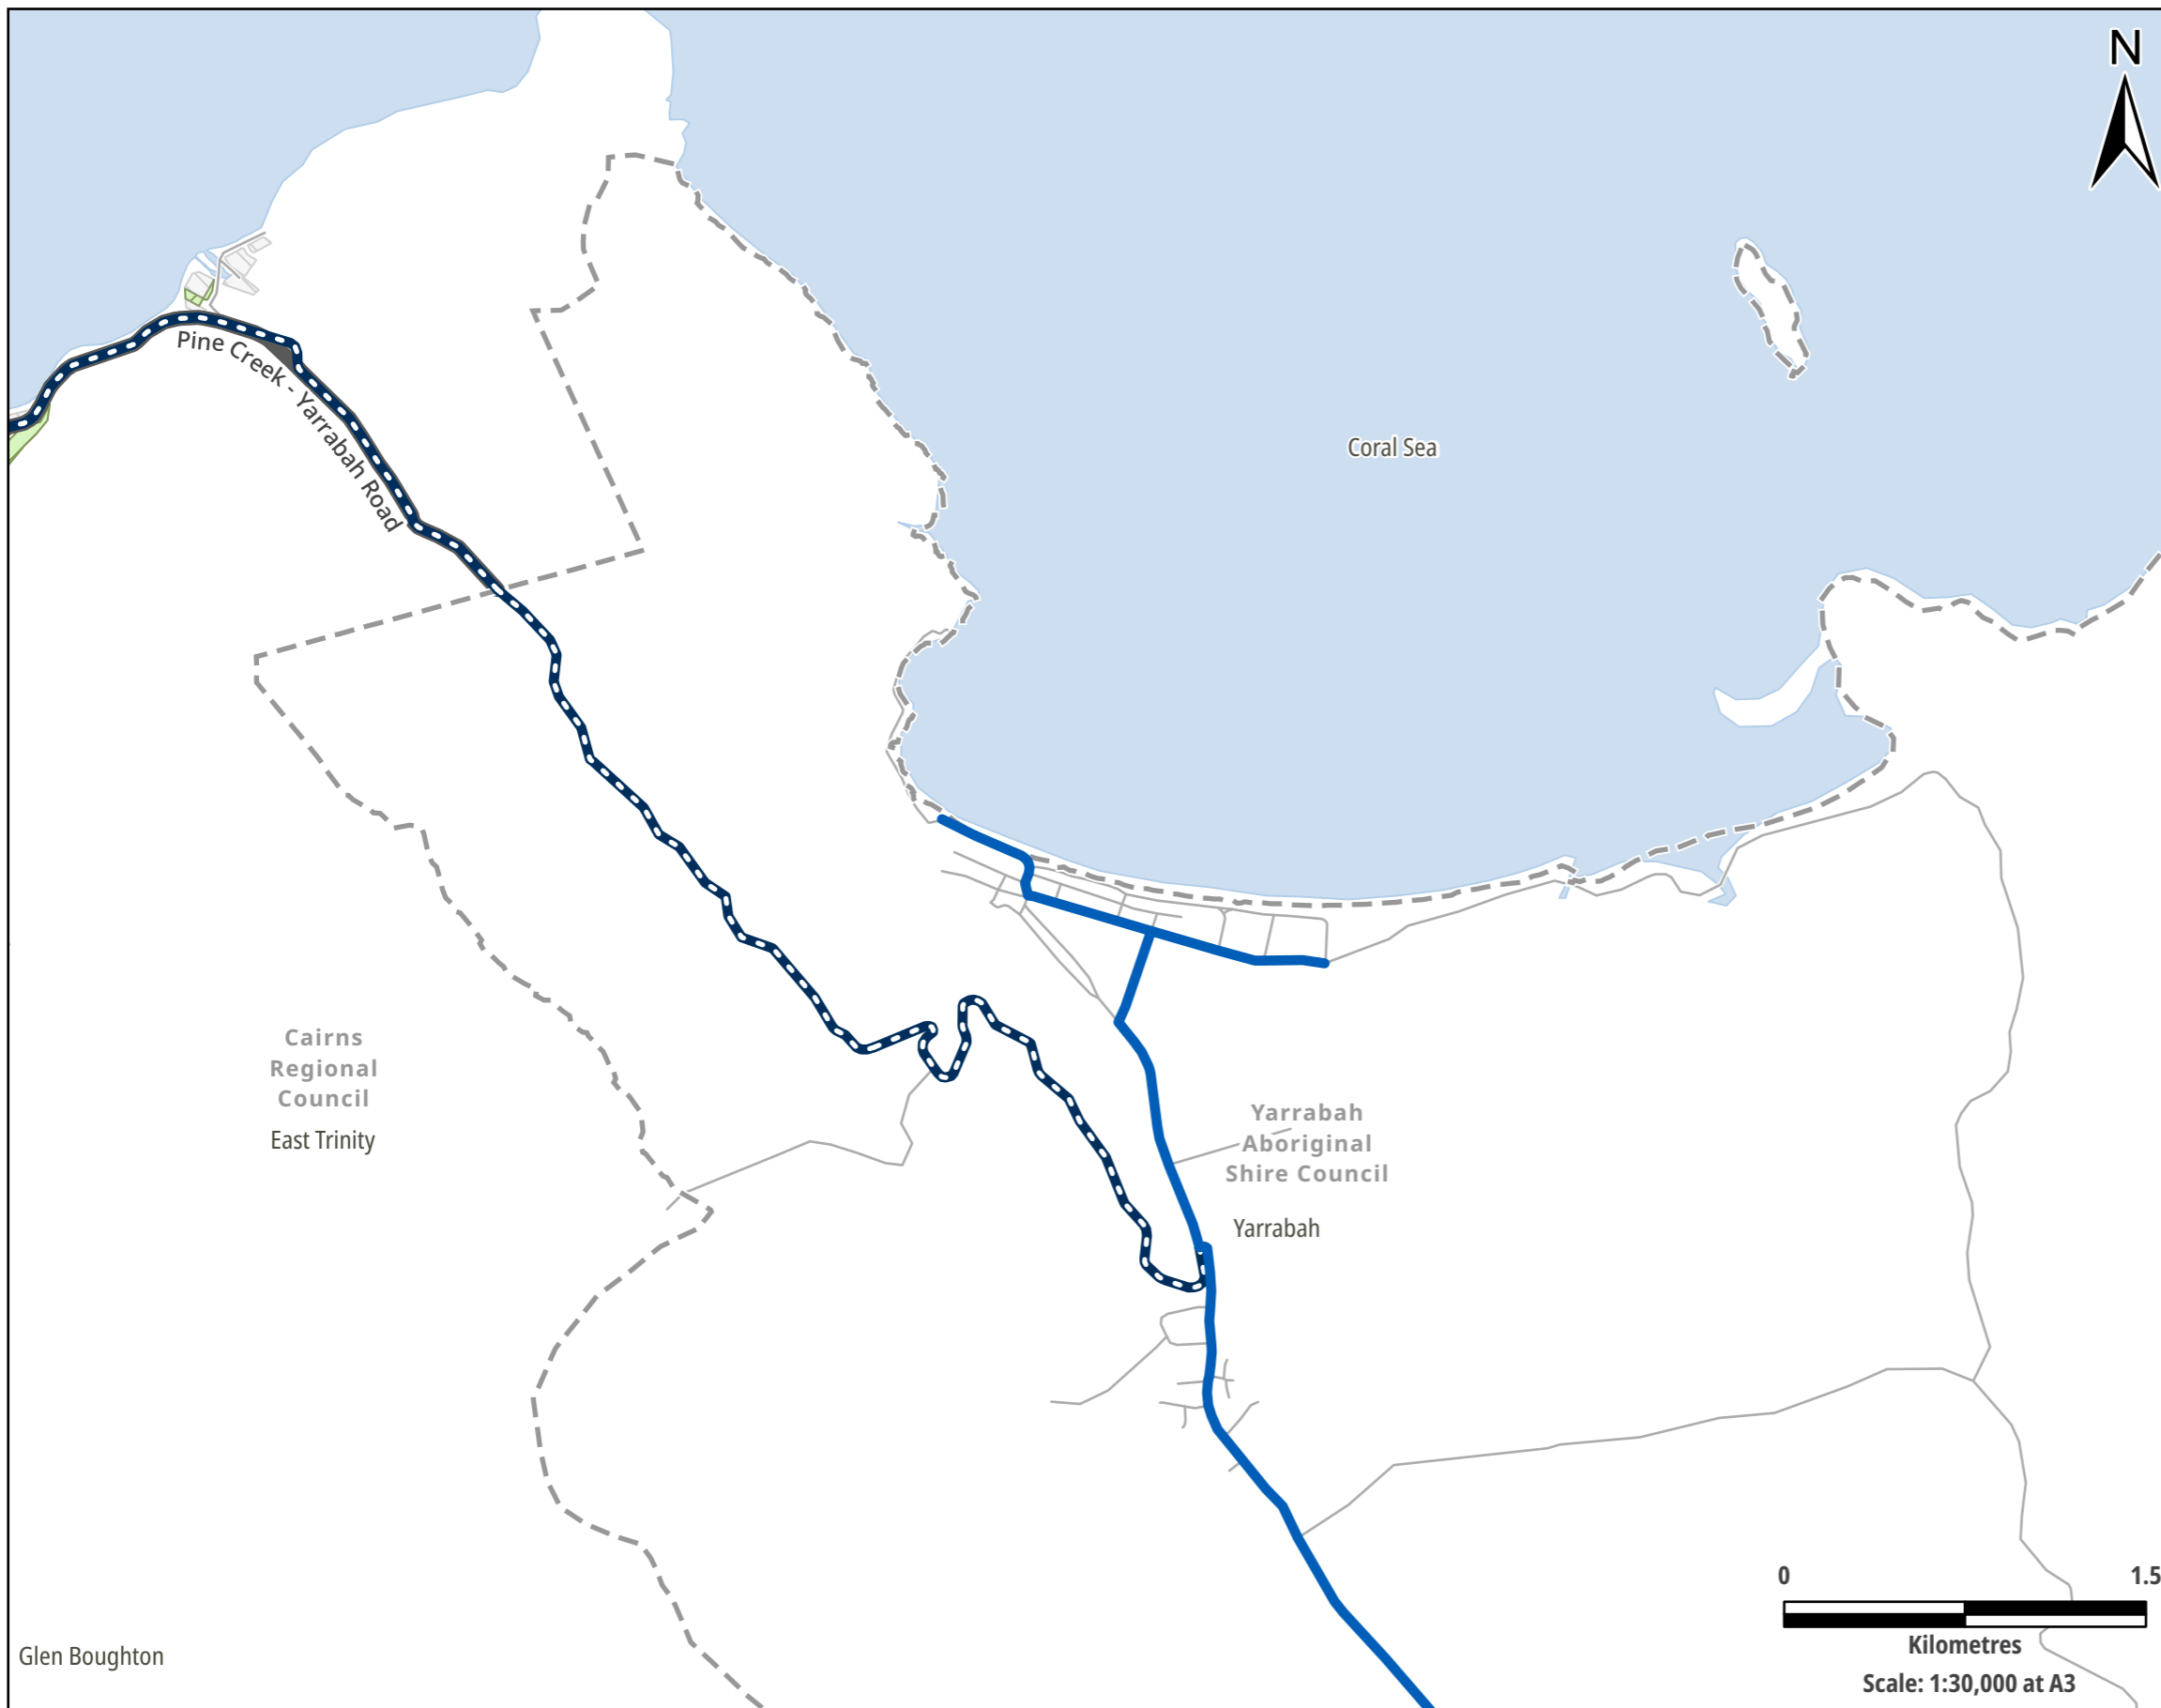 N
Pine Creek - Yarrabah Road
Coral Sea
Cairns
Regional
Council
East Trinity
Yarrabah
Aboriginal
Shire Council
Yarrabah
Glen Boughton
0 1.5
Kilometres
Scale: 1:30,000 at A3